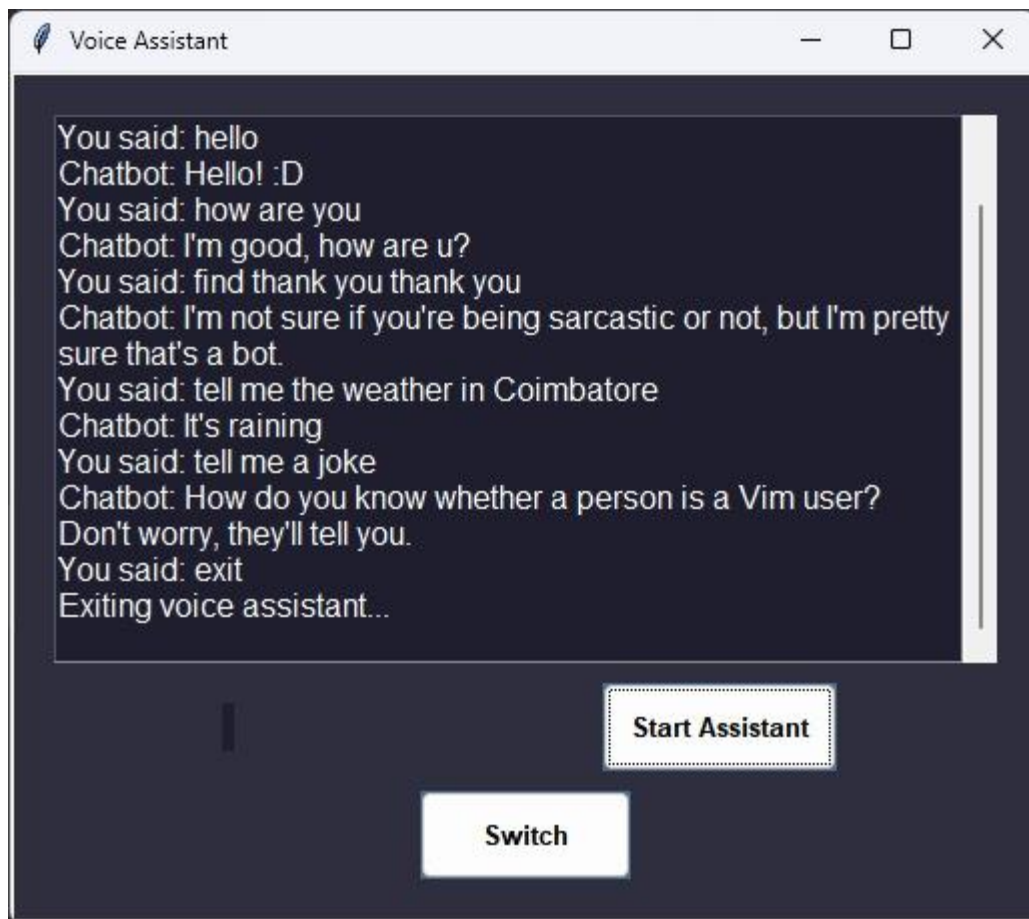 Voice Assistant
You said: hello
Chatbot: Hello! :D
You said: how are you
Chatbot: I'm good, how are u?
You said: find thank you thank you
Chatbot: I'm not sure if you're being sarcastic or not, but I'm pretty
sure that's a bot.
You said: tell me the weather in Coimbatore
Chatbot: It's raining
You said: tell me a joke
Chatbot: How do you know whether a person is a Vim user?
Don't worry, they'll tell you.
You said: exit
Exiting voice assistant...
Start Assistant
Switch